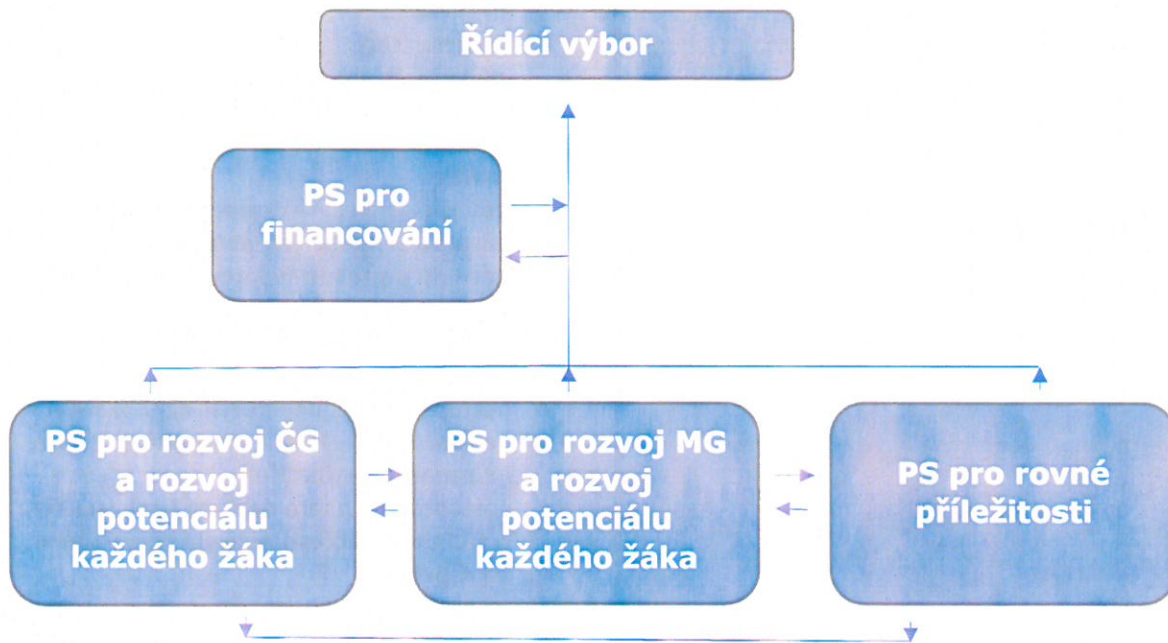 Řídící výbor
PS pro
financování
PS pro rozvoj ČG
a rozvoj
potenciálu
každého žáka
PS pro rozvoj MG
a rozvoj
potenciálu
každého žáka
PS pro rovné
příležitosti